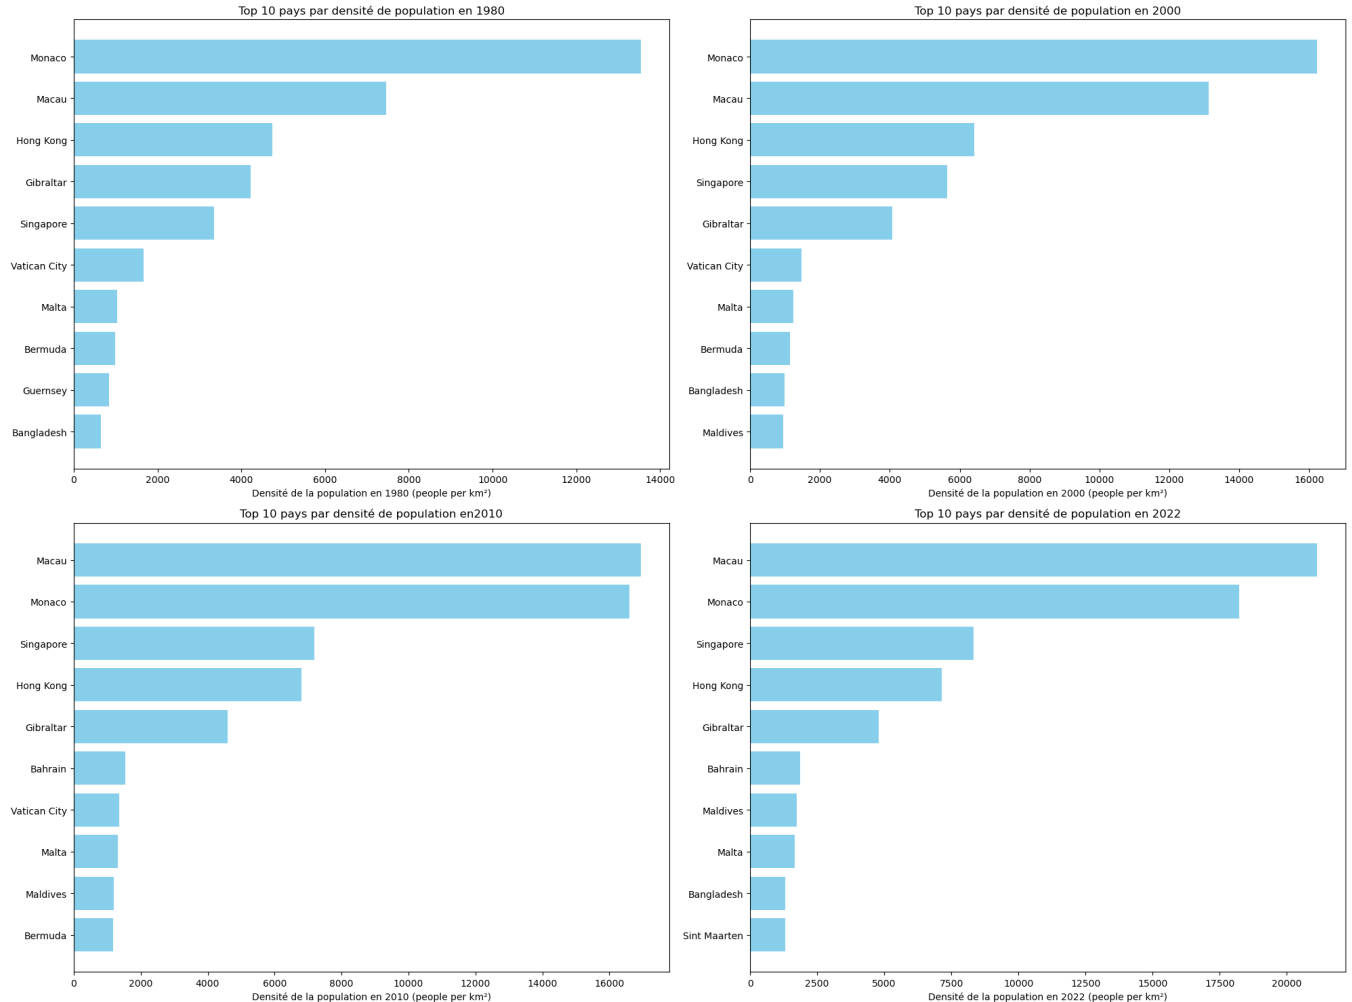 Top 10 pays par densité de population en 1980
Monaco
Macau
Hong Kong
Gibraltar
Singapore
Vatican City
Malta
Bermuda
Guernsey
Bangladesh
0 2000 4000 6000 8000 10000 12000 14000
Densité de la population en 1980 (people per km²)
Top 10 pays par densité de population en 2000
Monaco
Macau
Hong Kong
Singapore
Gibraltar
Vatican City
Malta
Bermuda
Bangladesh
Maldives
0 2000 4000 6000 8000 10000 12000 14000 16000
Densité de la population en 2000 (people per km²)
Top 10 pays par densité de population en2010
Macau
Monaco
Singapore
Hong Kong
Gibraltar
Bahrain
Vatican City
Malta
Maldives
Bermuda
0 2000 4000 6000 8000 10000 12000 14000 16000
Densité de la population en 2010 (people per km²)
Top 10 pays par densité de population en 2022
Macau
Monaco
Singapore
Hong Kong
Gibraltar
Bahrain
Maldives
Malta
Bangladesh
Sint Maarten
0 2500 5000 7500 10000 12500 15000 17500 20000
Densité de la population en 2022 (people per km²)